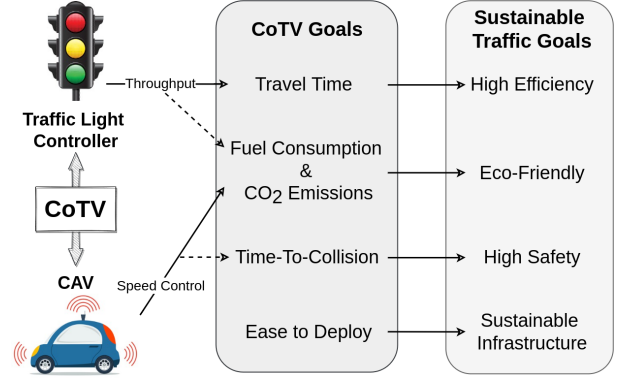 CoTV Goals
Sustainable
Traffic Goals
Throughput
Travel Time
High Efficiency
Traffic Light
Controller
Fuel Consumption
&
CO2 Emissions
Eco-Friendly
CoTV
Time-To-Collision
High Safety
CAV
Speed Control
Ease to Deploy
Sustainable
Infrastructure